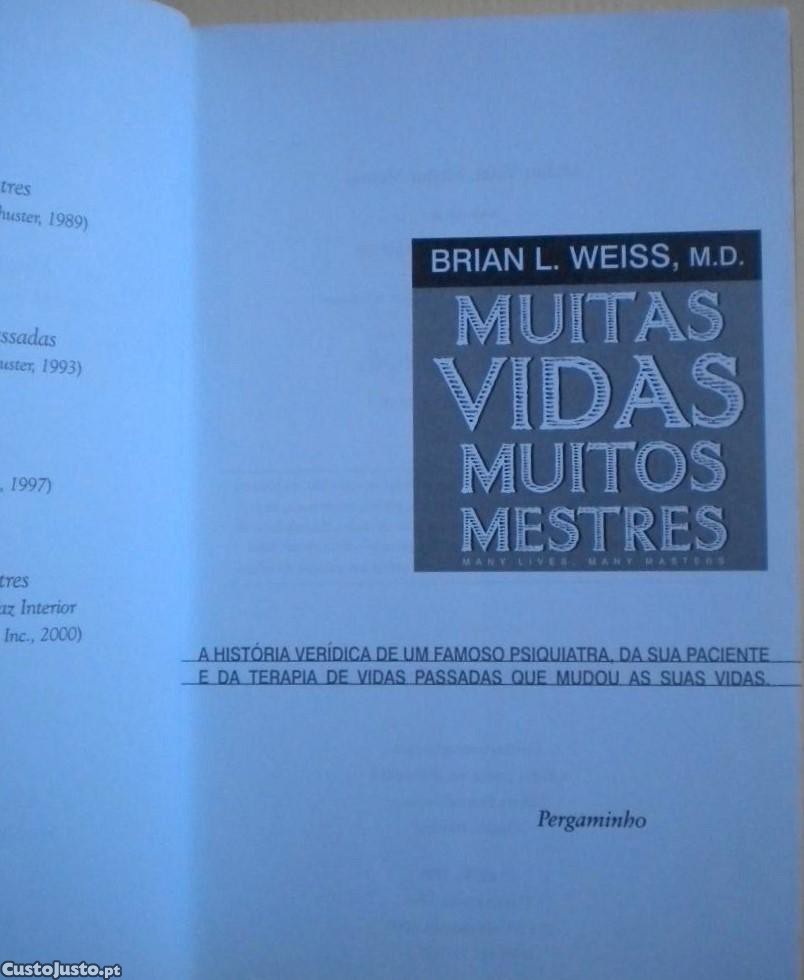 tres
huster, 1989)
ssadas
uster, 1993)
, 1997)
tres
az Interior
Inc., 2000)
BRIAN L. WEISS, M.D.
MUITAS
VIDAS
MUITOS
MESTRES
MANY LIVES, MANY MASTERS
A HISTÓRIA VERÍDICA DE UM FAMOSO PSIQUIATRA, DA SUA PACIENTE
E DA TERAPIA DE VIDAS PASSADAS QUE MUDOU AS SUAS VIDAS.
Pergaminho
CustoJusto.pt